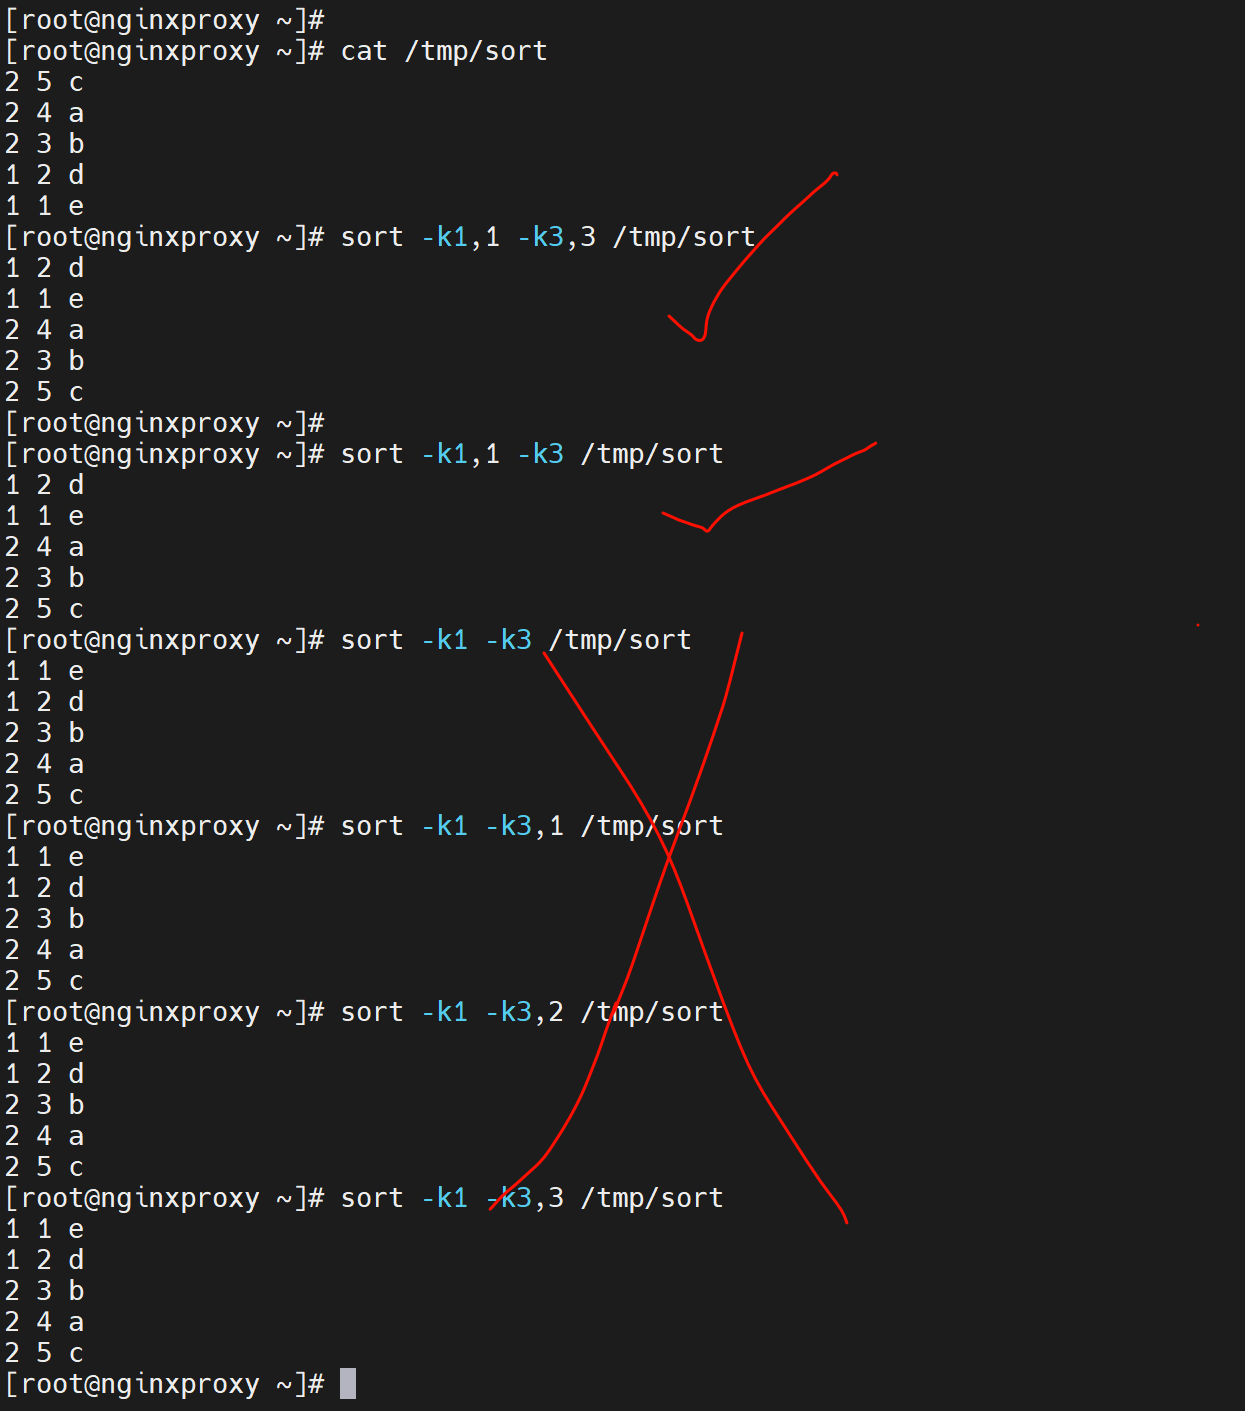 [root@nginxproxy ~]#
[root@nginxproxy ~]# cat /tmp/sort
2 5 c
2 4 a
2 3 b
1 2 d
1 1 e
[root@nginxproxy ~]# sort -k1,1 -k3,3 /tmp/sort
1 2 d
1 1 e
2 4 a
2 3 b
2 5 c
[root@nginxproxy ~]#
[root@nginxproxy ~]# sort -k1,1 -k3 /tmp/sort
1 2 d
1 1 e
2 4 a
2 3 b
2 5 c
[root@nginxproxy ~]# sort -k1 -k3 /tmp/sort
1 1 e
1 2 d
2 3 b
2 4 a
2 5 c
[root@nginxproxy ~]# sort -k1 -k3,1 /tmp/sort
1 1 e
1 2 d
2 3 b
2 4 a
2 5 c
[root@nginxproxy ~]# sort -k1 -k3,2 /tmp/sort
1 1 e
1 2 d
2 3 b
2 4 a
2 5 c
[root@nginxproxy ~]# sort -k1 -k3,3 /tmp/sort
1 1 e
1 2 d
2 3 b
2 4 a
2 5 c
[root@nginxproxy ~]#